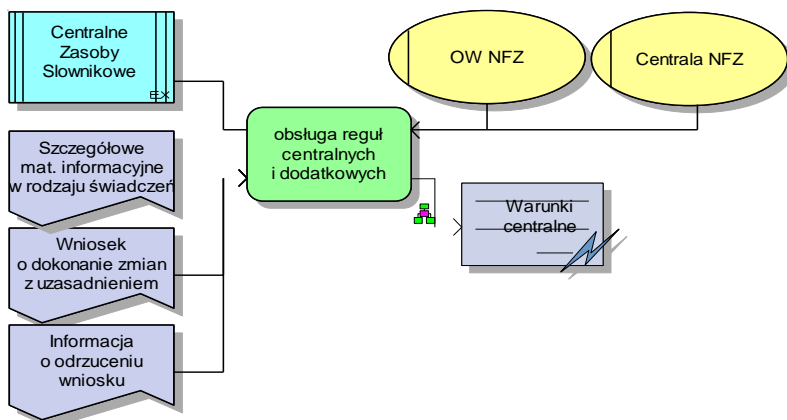 Centralne
Zasoby
Slownikowe
EX
OW NFZ
Centrala NFZ
obsługa reguł
centralnych
i dodatkowych
Szczegółowe
mat. informacyjne
w rodzaju świadczeń
Warunki
centralne
Wniosek
o dokonanie zmian
z uzasadnieniem
Informacja
o odrzuceniu
wniosku